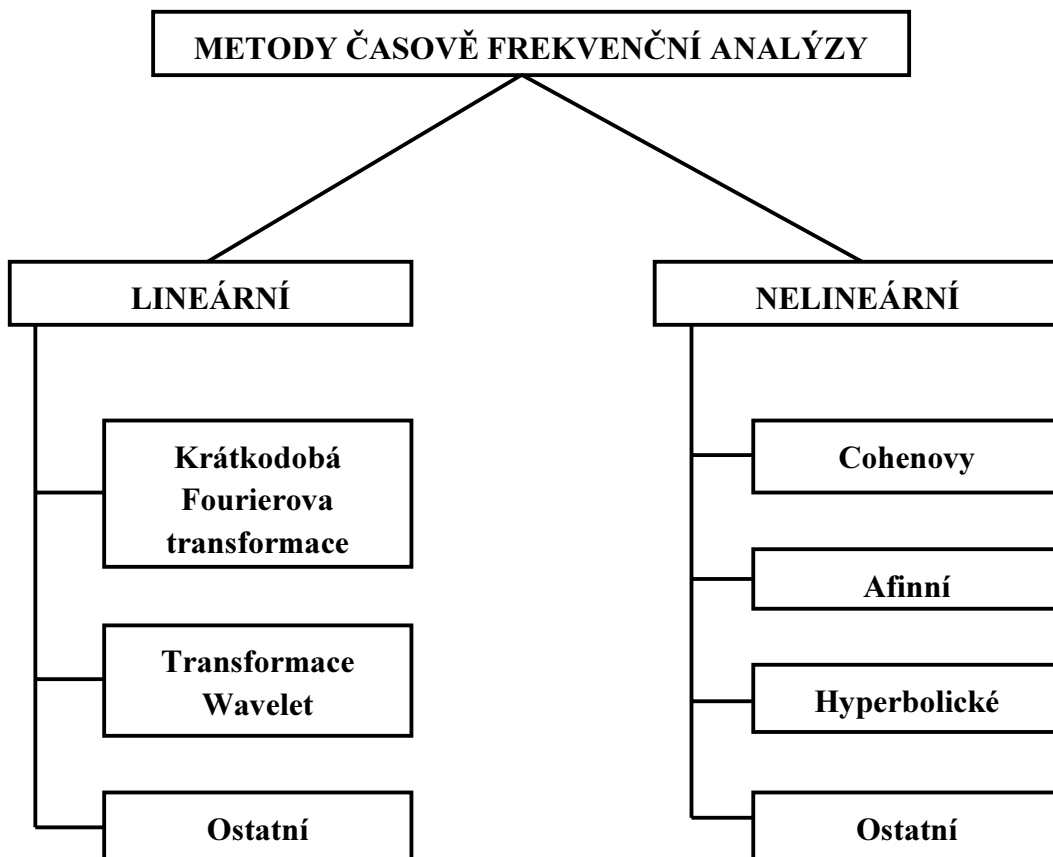 METODY ČASOVĚ FREKVENČNÍ ANALÝZY
LINEÁRNÍ
Krátkodobá
Fourierova
transformace
Transformace
Wavelet
Ostatní
NELINEÁRNÍ
Cohenovy
Afinní
Hyperbolické
Ostatní